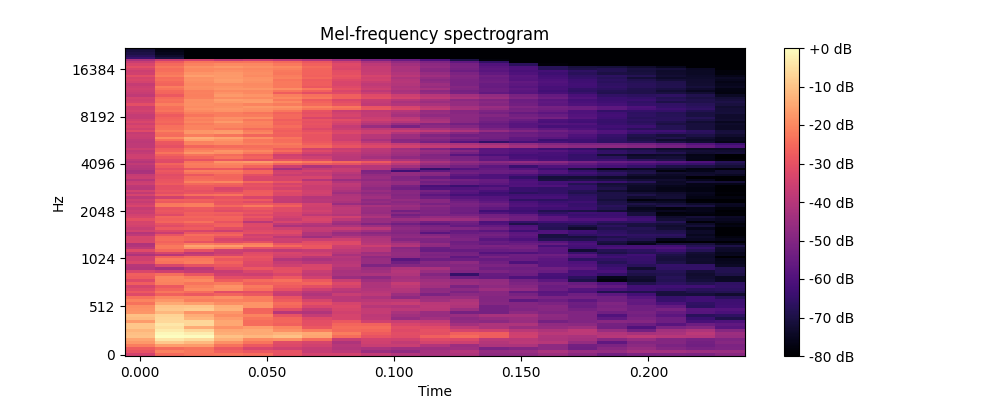 Mel-frequency spectrogram
Hz
16384
8192
4096
2048
1024
512
0
0.000 0.050 0.100 0.150 0.200
Time
+0 dB
-10 dB
-20 dB
-30 dB
-40 dB
-50 dB
-60 dB
-70 dB
-80 dB